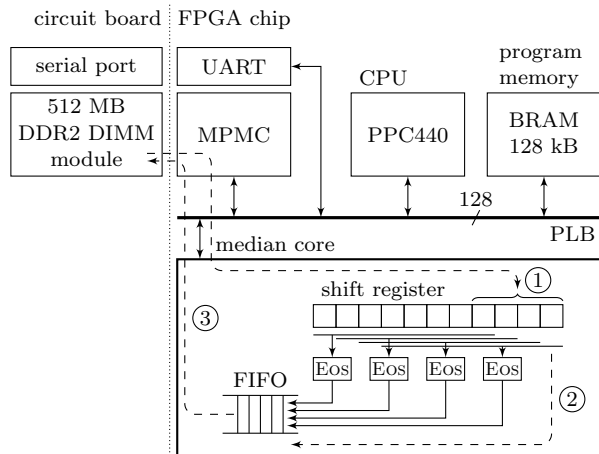 circuit board
FPGA chip
serial port
UART
CPU
program
memory
512 MB
DDR2 DIMM
module
MPMC
PPC440
BRAM
128 kB
128
PLB
median core
shift register
1
3
Eos
Eos
Eos
Eos
FIFO
2